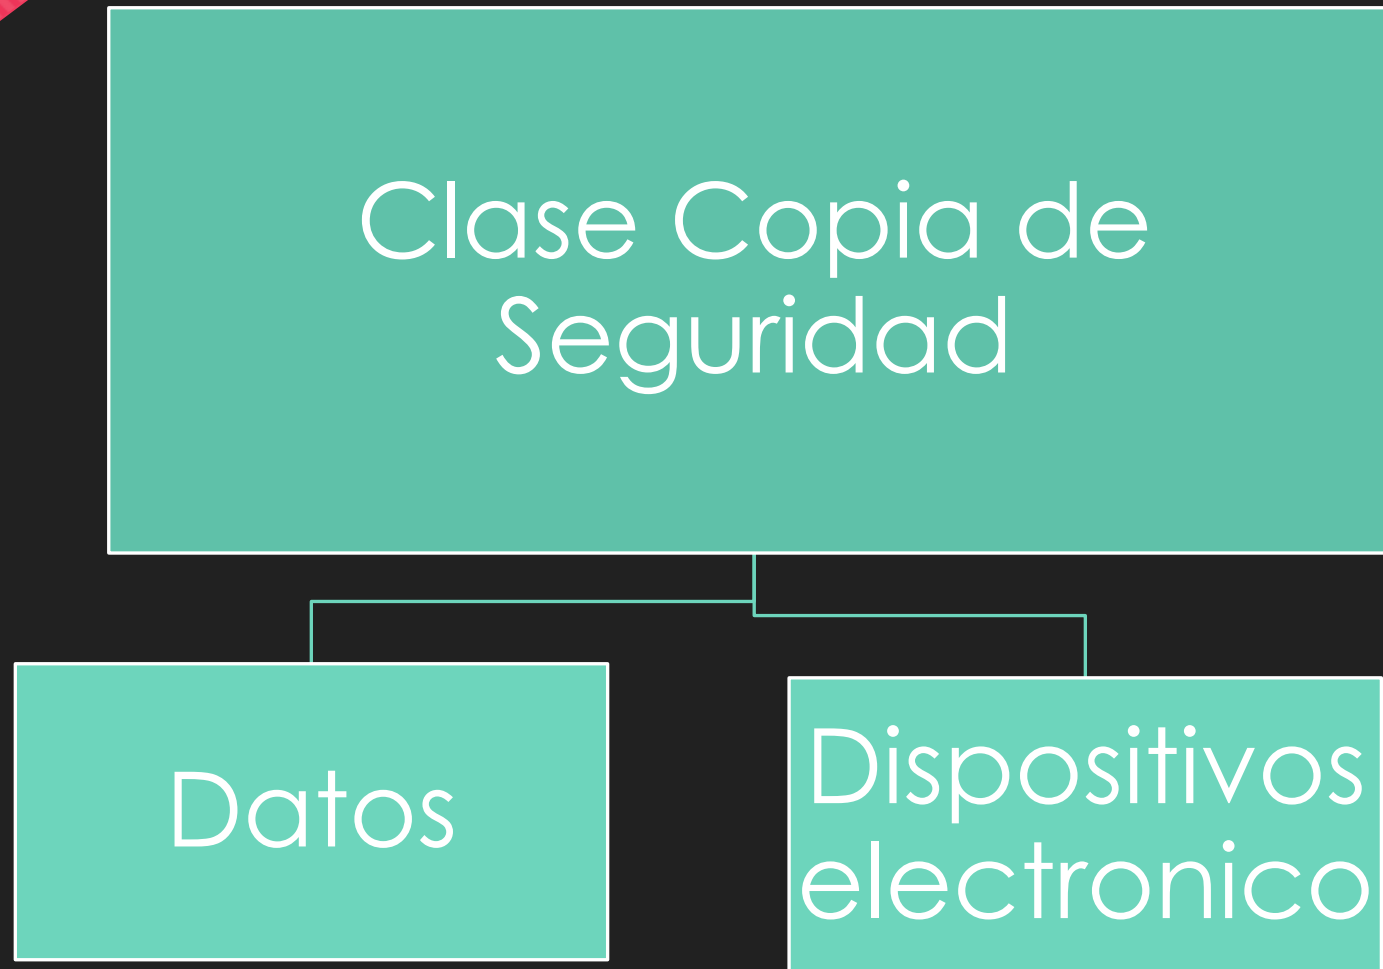 Clase Copia de
Seguridad
Datos
Dispositivos
electronico